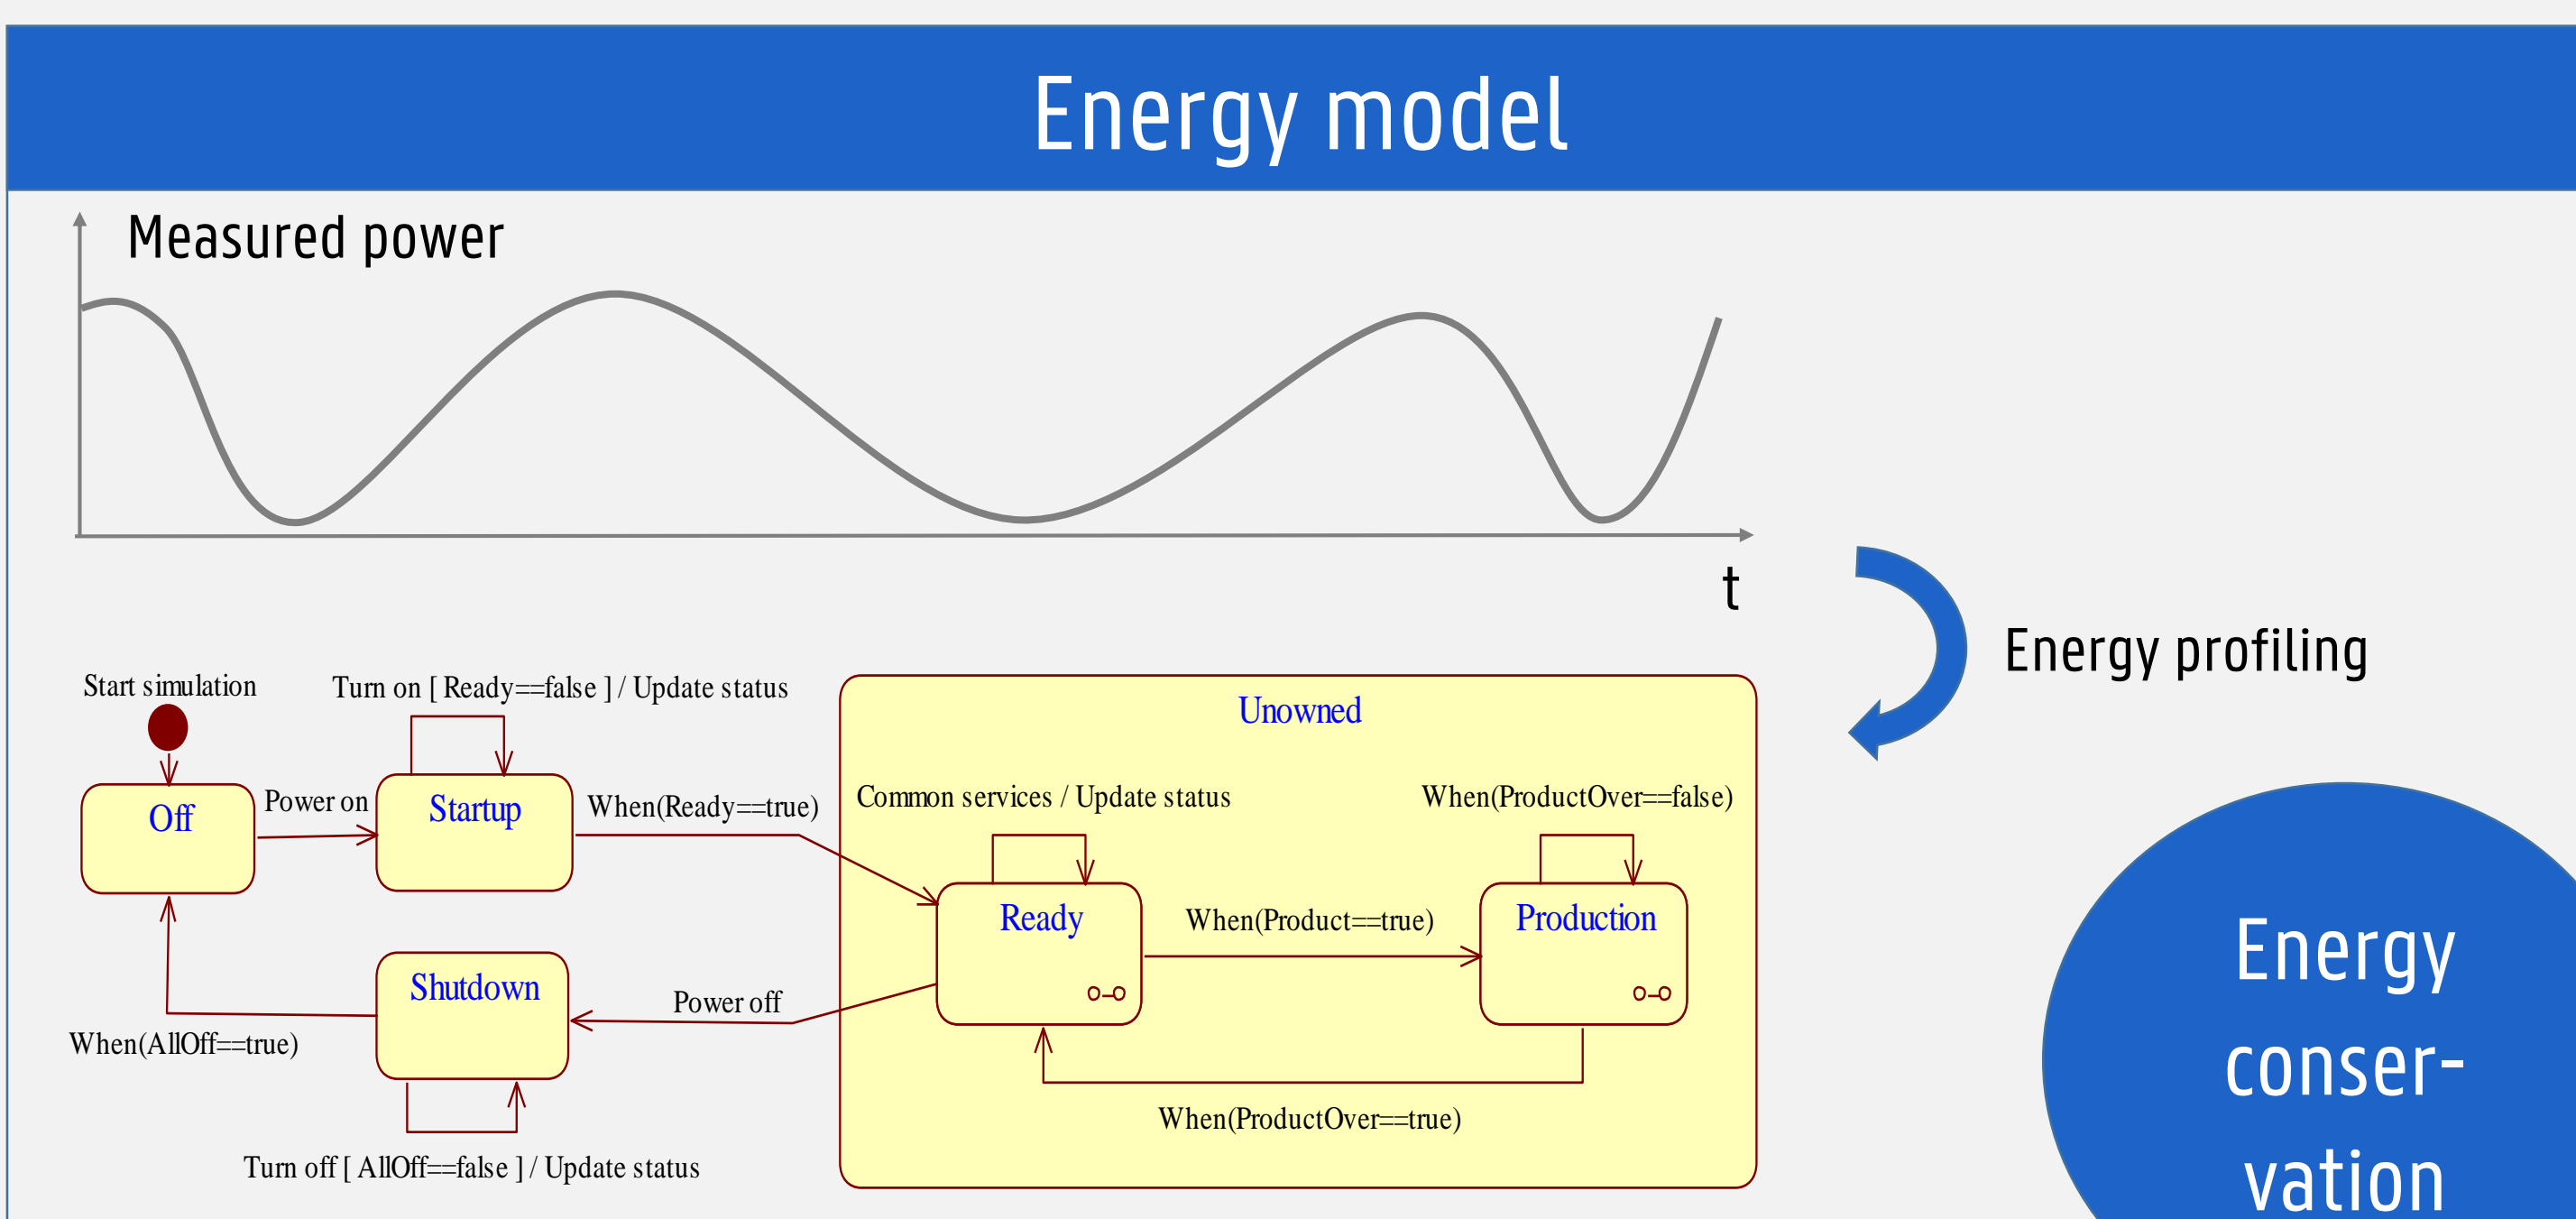 Energy model
Measured power
t
Energy profiling
Start simulation
Turn on [ Ready==false ] / Update status
Unowned
Off
Power on
Startup
When(Ready==true)
Common services / Update status
When(ProductOver==false)
Ready
When(Product==true)
Production
Shutdown
Power off
When(AllOff==true)
When(ProductOver==true)
Turn off [ AllOff==false ] / Update status
Energy
conser-
vation